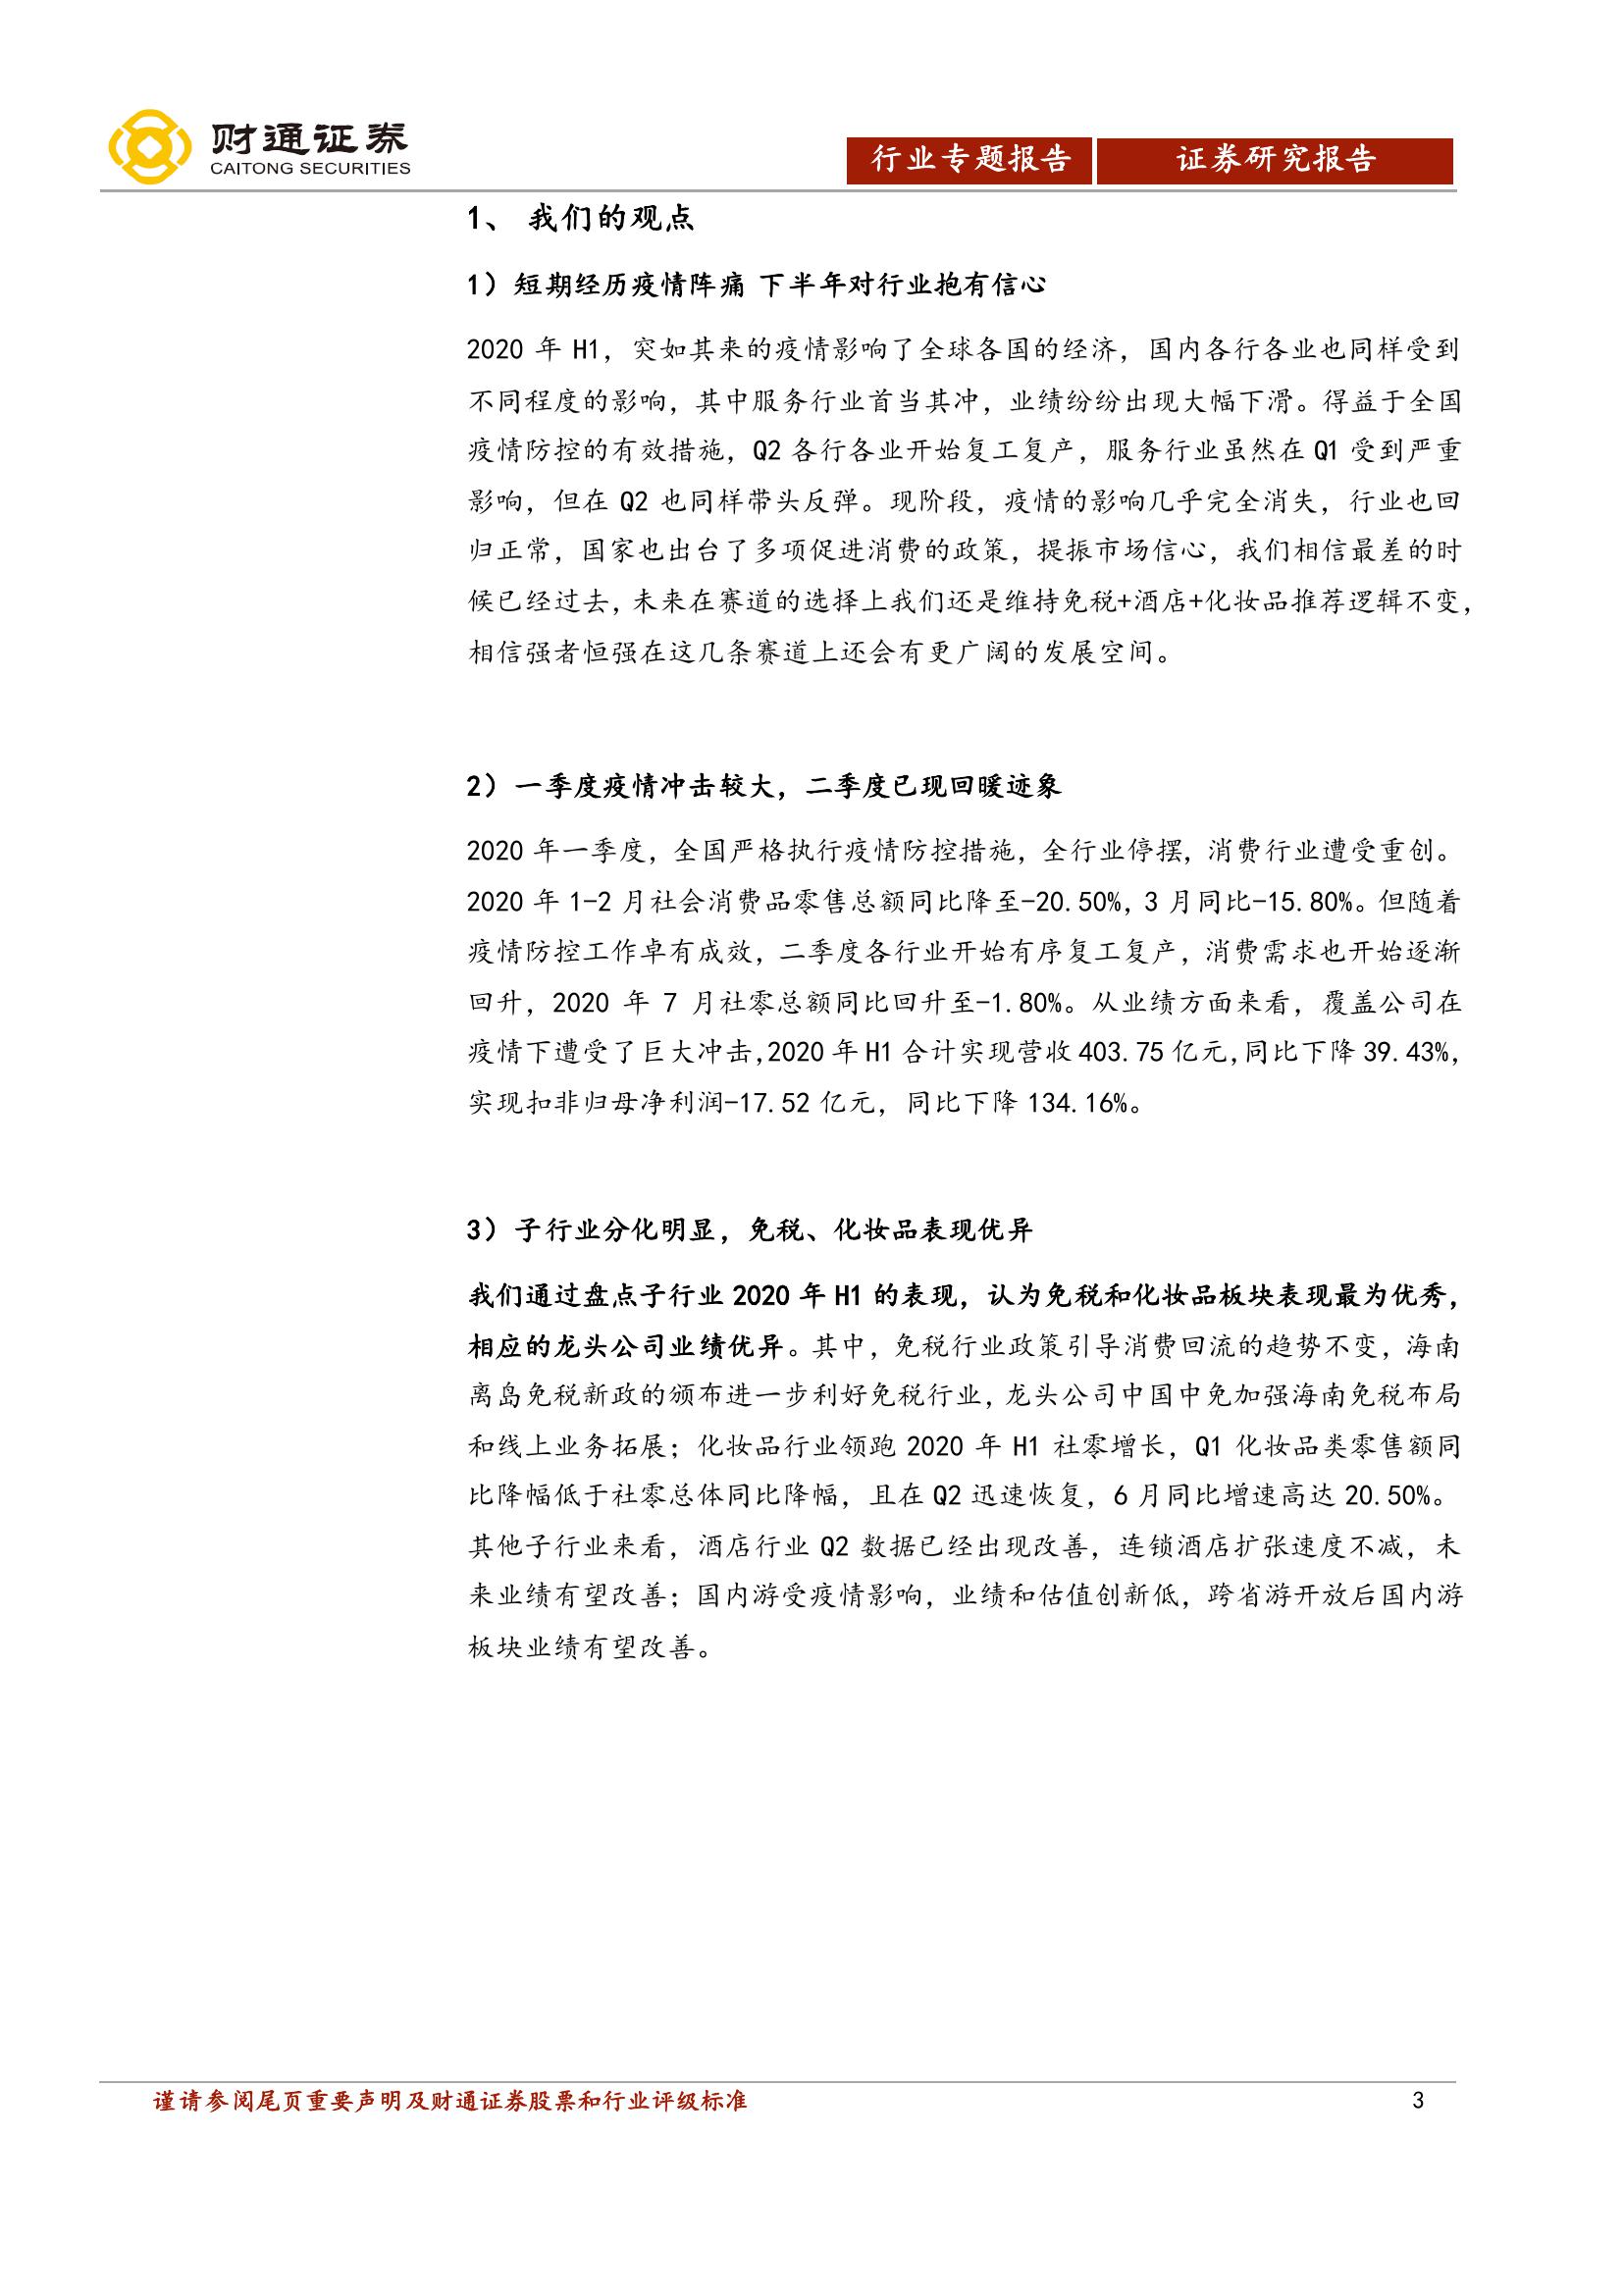 财通证券
CAITONG SECURITIES
行业专题报告
证券研究报告
1、 我们的观点
1）短期经历疫情阵痛 下半年对行业抱有信心
2020 年 H1，突如其来的疫情影响了全球各国的经济，国内各行各业也同样受到
不同程度的影响，其中服务行业首当其冲，业绩纷纷出现大幅下滑。得益于全国
疫情防控的有效措施，Q2 各行各业开始复工复产，服务行业虽然在 Q1 受到严重
影响，但在 Q2 也同样带头反弹。现阶段，疫情的影响几乎完全消失，行业也回
归正常，国家也出台了多项促进消费的政策，提振市场信心，我们相信最差的时
候已经过去，未来在赛道的选择上我们还是维持免税+酒店+化妆品推荐逻辑不变，
相信强者恒强在这几条赛道上还会有更广阔的发展空间。
2）一季度疫情冲击较大，二季度已现回暖迹象
2020 年一季度，全国严格执行疫情防控措施，全行业停摆，消费行业遭受重创。
2020 年 1-2 月社会消费品零售总额同比降至-20.50%，3 月同比-15.80%。但随着
疫情防控工作卓有成效，二季度各行业开始有序复工复产，消费需求也开始逐渐
回升，2020 年 7 月社零总额同比回升至-1.80%。从业绩方面来看，覆盖公司在
疫情下遭受了巨大冲击，2020 年 H1 合计实现营收 403.75 亿元，同比下降 39.43%，
实现扣非归母净利润-17.52 亿元，同比下降 134.16%。
3）子行业分化明显，免税、化妆品表现优异
我们通过盘点子行业 2020 年 H1 的表现，认为免税和化妆品板块表现最为优秀，
相应的龙头公司业绩优异。其中，免税行业政策引导消费回流的趋势不变，海南
离岛免税新政的颁布进一步利好免税行业，龙头公司中国中免加强海南免税布局
和线上业务拓展；化妆品行业领跑 2020 年 H1 社零增长，Q1 化妆品类零售额同
比降幅低于社零总体同比降幅，且在 Q2 迅速恢复，6 月同比增速高达 20.50%。
其他子行业来看，酒店行业 Q2 数据已经出现改善，连锁酒店扩张速度不减，未
来业绩有望改善；国内游受疫情影响，业绩和估值创新低，跨省游开放后国内游
板块业绩有望改善。
谨请参阅尾页重要声明及财通证券股票和行业评级标准
3